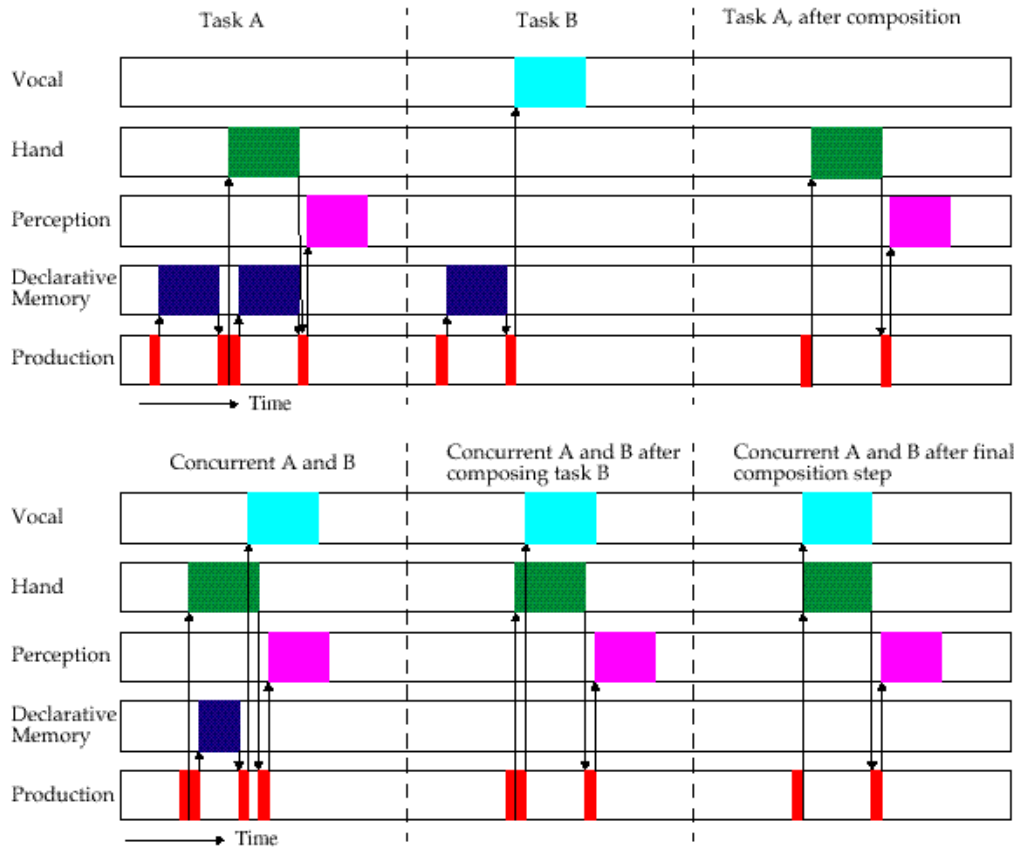 Task A
Task B
Task A, after composition
Vocal
Hand
Perception
Declarative
Memory
Production
Time
Concurrent A and B
Concurrent A and B after
composing task B
Concurrent A and B after final
composition step
Vocal
Hand
Perception
Declarative
Memory
Production
Time